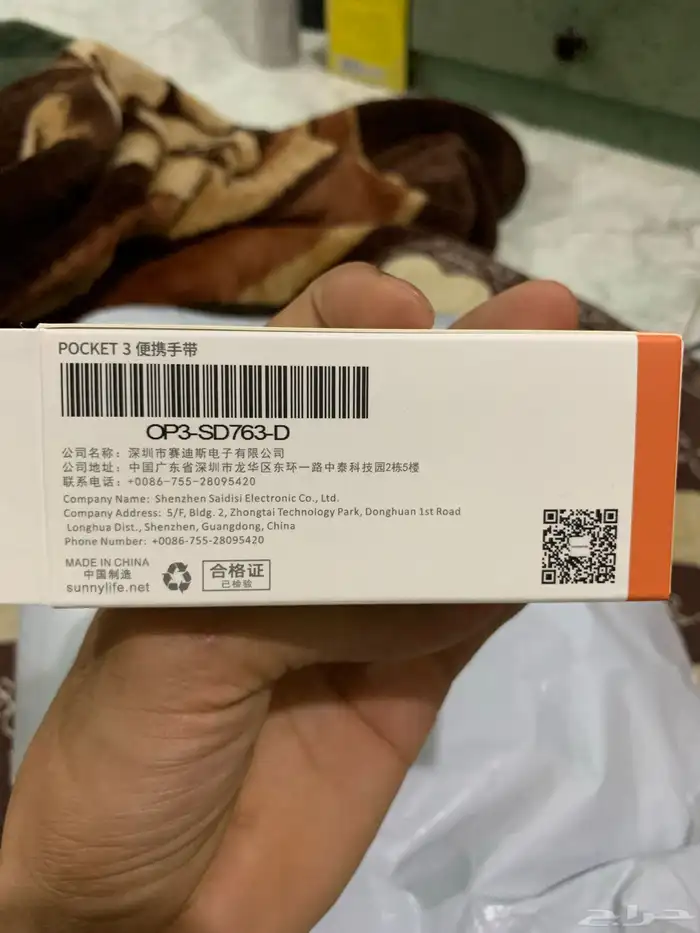 POCKET 3 便携手带
OP3-SD763-D
公司名称：深圳市赛迪斯电子有限公司
公司地址：中国广东省深圳市龙华区东环一路中泰科技园2栋5楼
联系电话：+0086-755-28095420
Company Name: Shenzhen Saidisi Electronic Co., Ltd.
Company Address: 5/F, Bldg. 2, Zhongtai Technology Park, Donghuan 1st Road
Longhua Dist., Shenzhen, Guangdong, China
Phone Number: +0086-755-28095420
MADE IN CHINA
中国制造
sunnylife.net
合格证
已检验
حراج